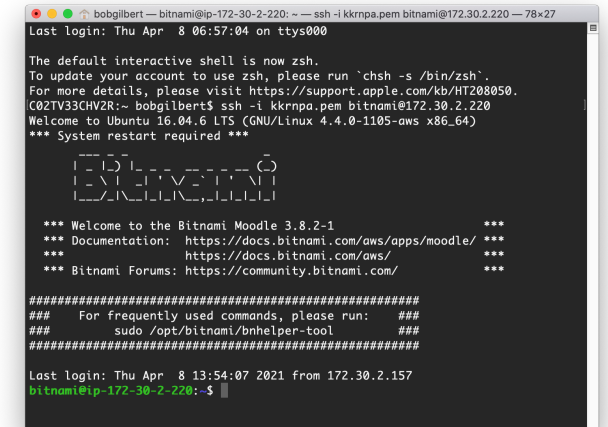 bobgilbert — bitnami@ip-172-30-2-220: ~ — ssh -i kkrnpa.pem bitnami@172.30.2.220 — 78×27
Last login: Thu Apr  8 06:57:04 on ttys000

The default interactive shell is now zsh.
To update your account to use zsh, please run `chsh -s /bin/zsh`.
For more details, please visit https://support.apple.com/kb/HT208050.
C02TV33CHV2R:~ bobgilbert$ ssh -i kkrnpa.pem bitnami@172.30.2.220
Welcome to Ubuntu 16.04.6 LTS (GNU/Linux 4.4.0-1105-aws x86_64)
*** System restart required ***
       ___ _ _                   _
      | _ |_) |_ _ _  __ _ _ __ (_)
      | _ \ |  _| ' \/ _` | '  \| |
      |___/_|\__|_|_|\__,_|_|_|_|_|

  *** Welcome to the Bitnami Moodle 3.8.2-1                ***
  *** Documentation:  https://docs.bitnami.com/aws/apps/moodle/ ***
  ***                 https://docs.bitnami.com/aws/        ***
  *** Bitnami Forums: https://community.bitnami.com/       ***

#######################################################
###    For frequently used commands, please run:    ###
###         sudo /opt/bitnami/bnhelper-tool         ###
#######################################################

Last login: Thu Apr  8 13:54:07 2021 from 172.30.2.157
bitnami@ip-172-30-2-220:~$